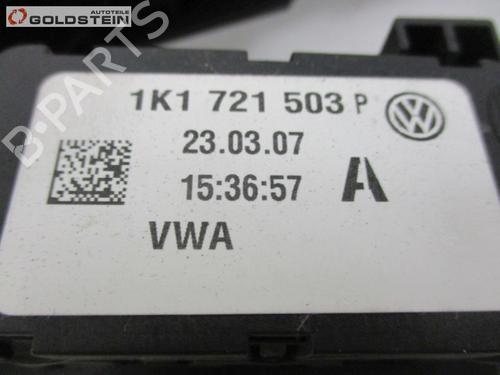 AUTOTEILE
GOLDSTEIN
B-PARTS
1K1 721 503 P
23.03.07
15:36:57 A
VWA